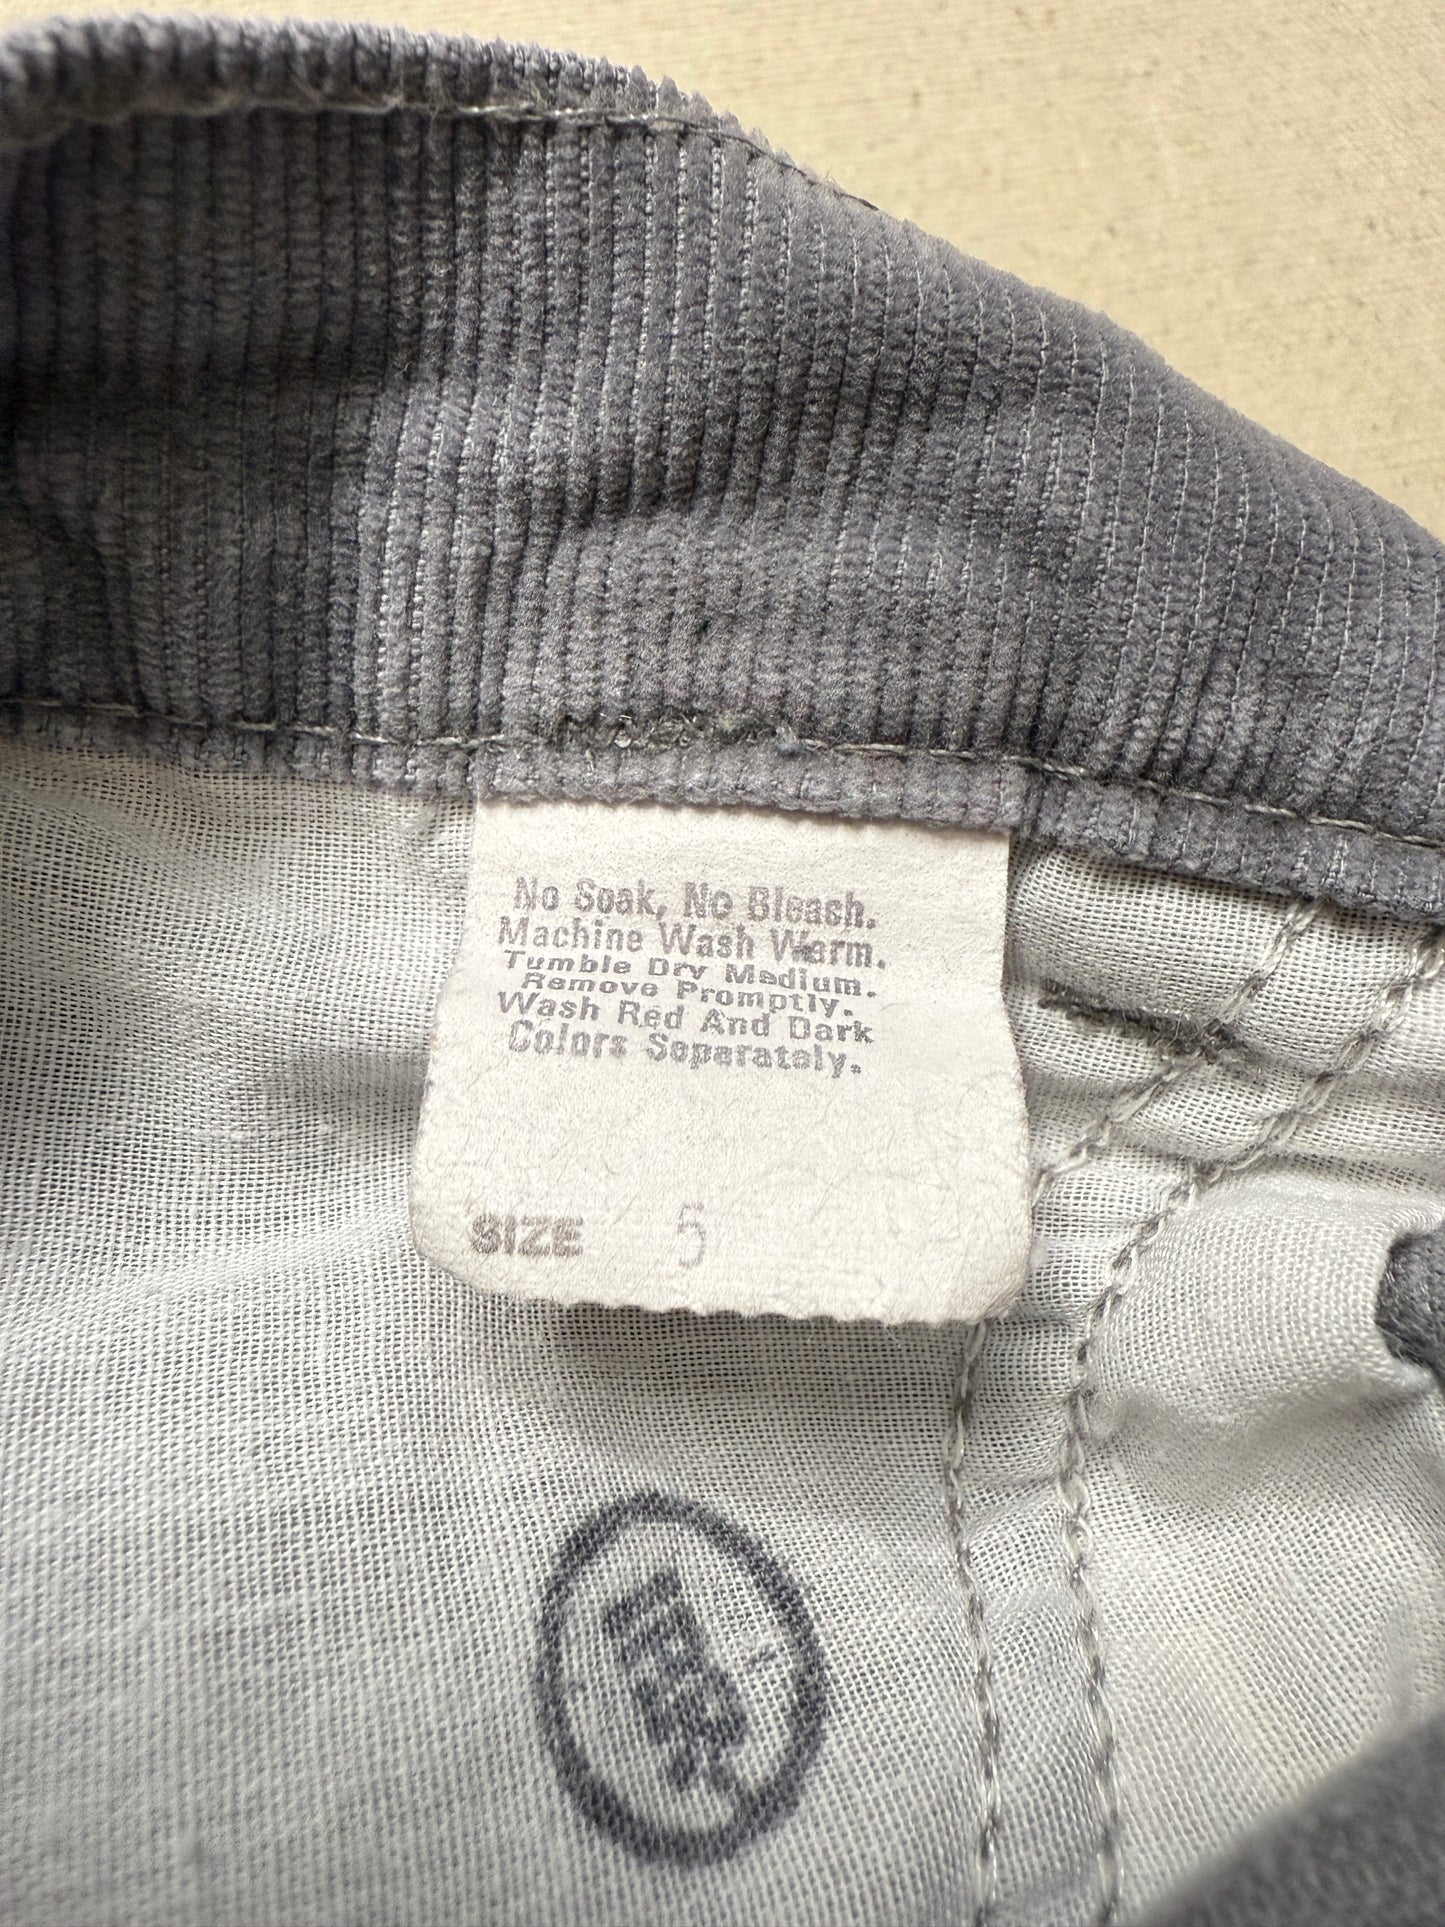 No Soak, No Bleach.
Machine Wash Warm.
Tumble Dry Medium.
Remove Promptly.
Wash Red And Dark
Colors Separately.
SIZE 5